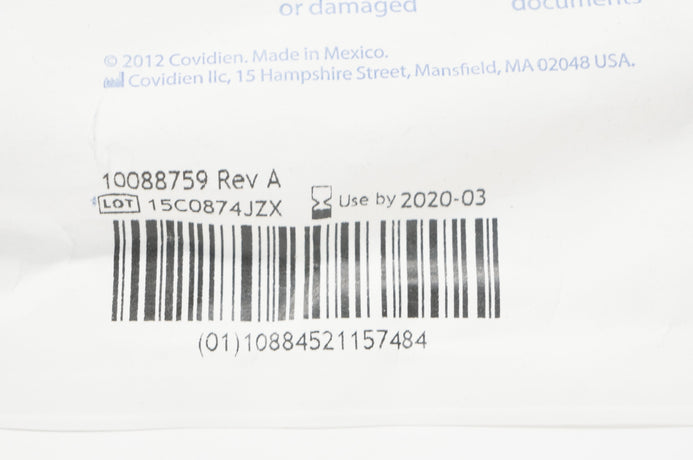 or damaged documents
© 2012 Covidien. Made in Mexico.
Covidien llc, 15 Hampshire Street, Mansfield, MA 02048 USA.
10088759 Rev A
LOT 15C0874JZX Use by 2020-03
(01)10884521157484